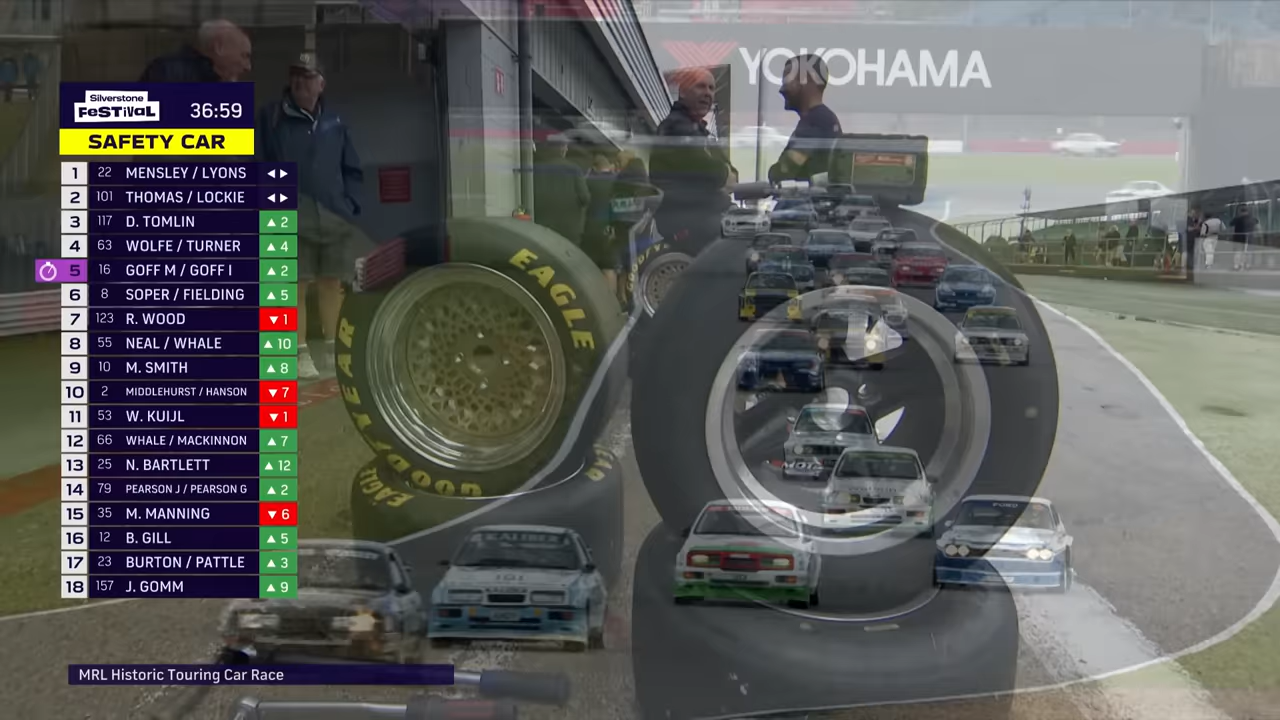 YOKOHAMA
Silverstone
FeSTiVaL
36:59
SAFETY CAR
1 22 MENSLEY / LYONS
2 101 THOMAS / LOCKIE
3 117 D. TOMLIN 2
4 63 WOLFE / TURNER 4
5 16 GOFF M / GOFF I 2
6 8 SOPER / FIELDING 5
7 123 R. WOOD 1
8 55 NEAL / WHALE 10
9 10 M. SMITH 8
10 2 MIDDLEHURST / HANSON 7
11 53 W. KUIJL 1
12 66 WHALE / MACKINNON 7
13 25 N. BARTLETT 12
14 79 PEARSON J / PEARSON G 2
15 35 M. MANNING 6
16 12 B. GILL 5
17 23 BURTON / PATTLE 3
18 157 J. GOMM 9
EAGLE
GOODYEAR
EAGLE
KALIBER
MRL Historic Touring Car Race